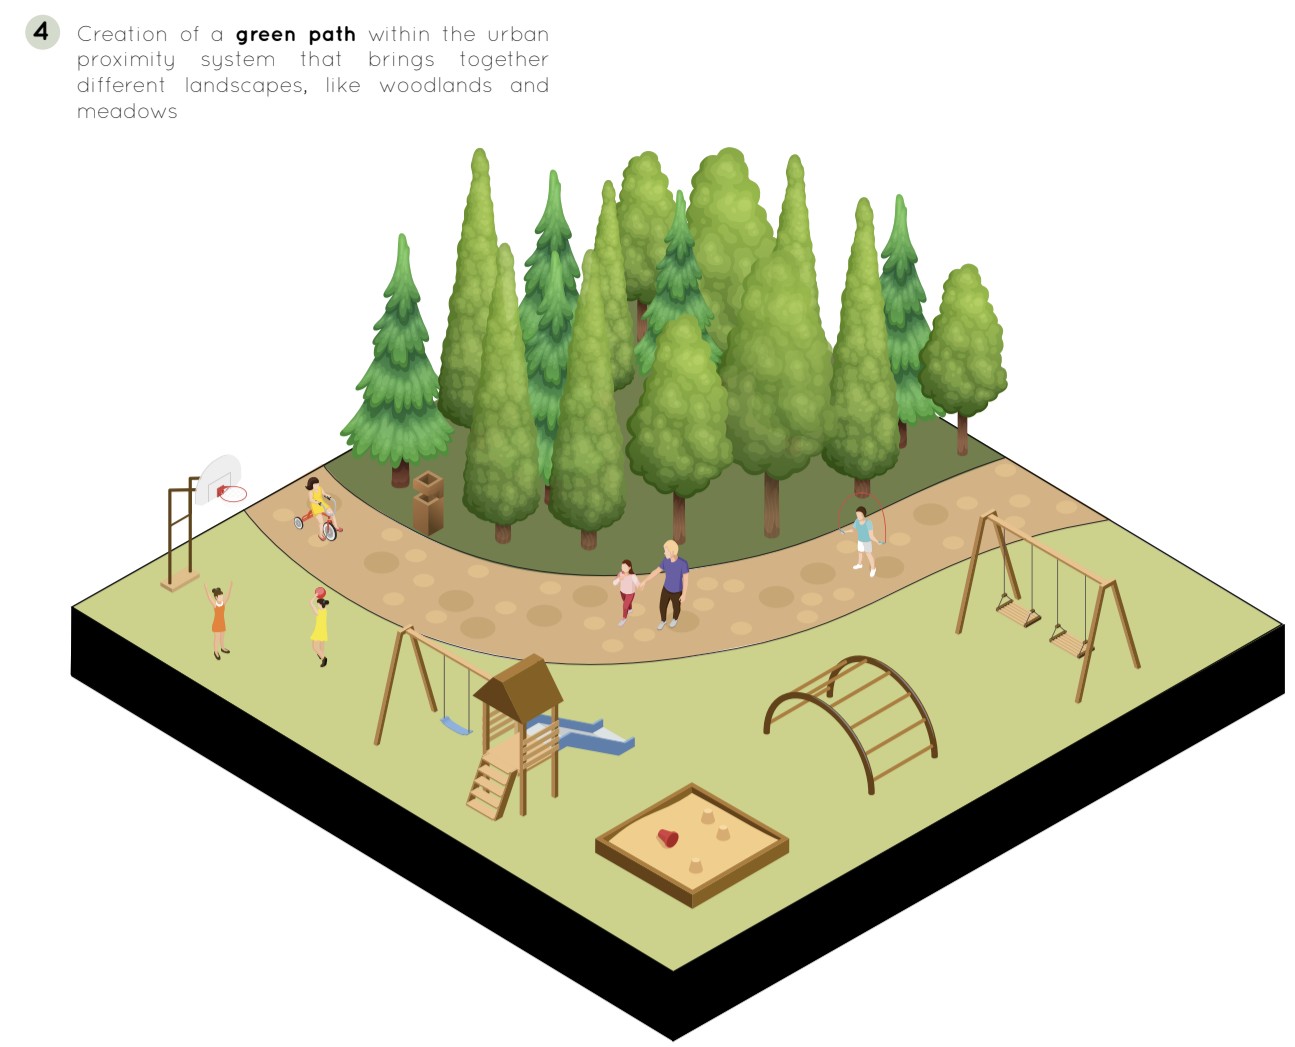 4
Creation of a green path within the urban
proximity system that brings together
different landscapes, like woodlands and
meadows